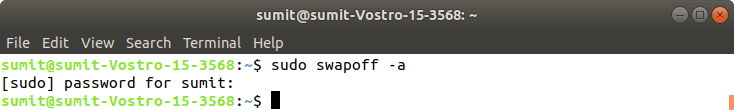 sumit@sumit-Vostro-15-3568: ~
File Edit View Search Terminal Help
sumit@sumit-Vostro-15-3568:~$ sudo swapoff -a
[sudo] password for sumit:
sumit@sumit-Vostro-15-3568:~$